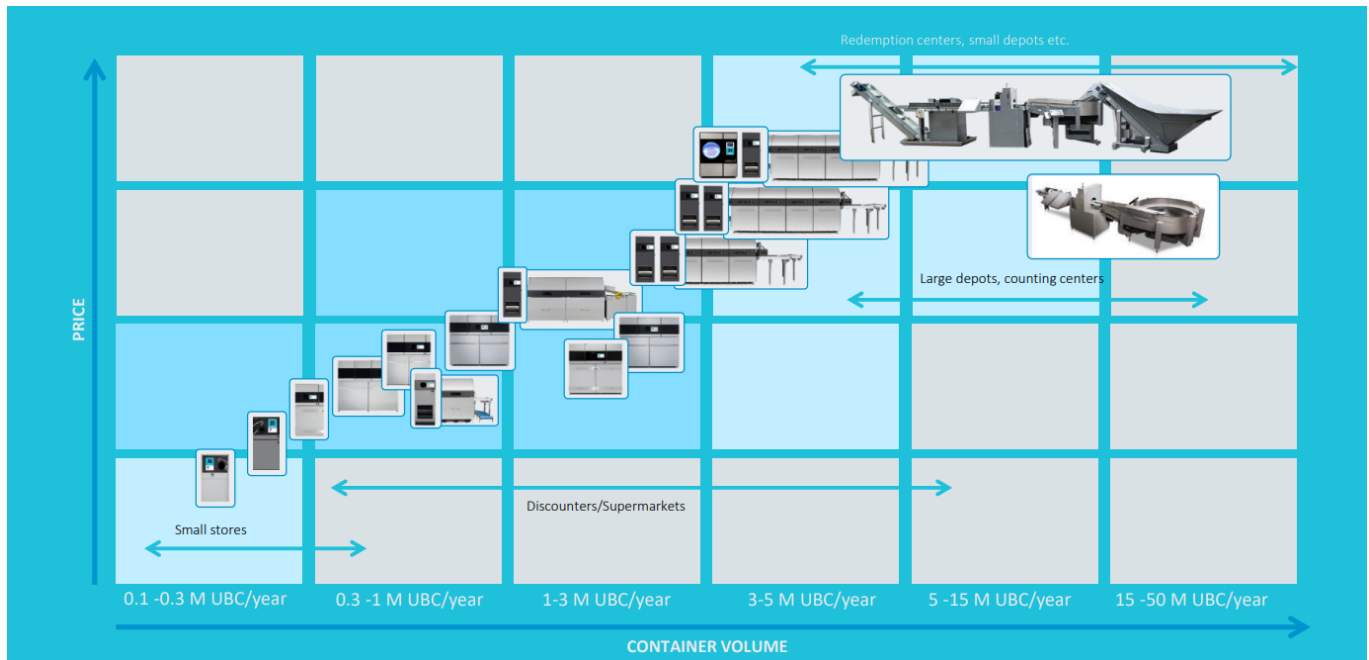 Redemption centers, small depots etc.
Large depots, counting centers
PRICE
Discounters/Supermarkets
Small stores
0.1 -0.3 M UBC/year
0.3 -1 M UBC/year
1-3 M UBC/year
3-5 M UBC/year
5 -15 M UBC/year
15 -50 M UBC/year
CONTAINER VOLUME